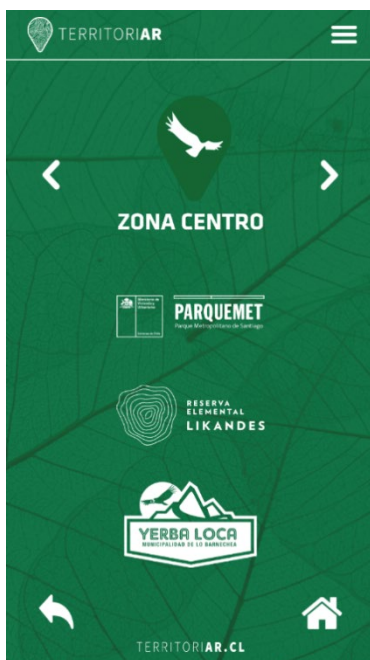 TERRITORIAR
ZONA CENTRO
PARQUEMET
Parque Metropolitano de Santiago
RESERVA
ELEMENTAL
LIKANDES
YERBA LOCA
MUNICIPALIDAD DE LO BARNECHEA
TERRITORIAR.CL